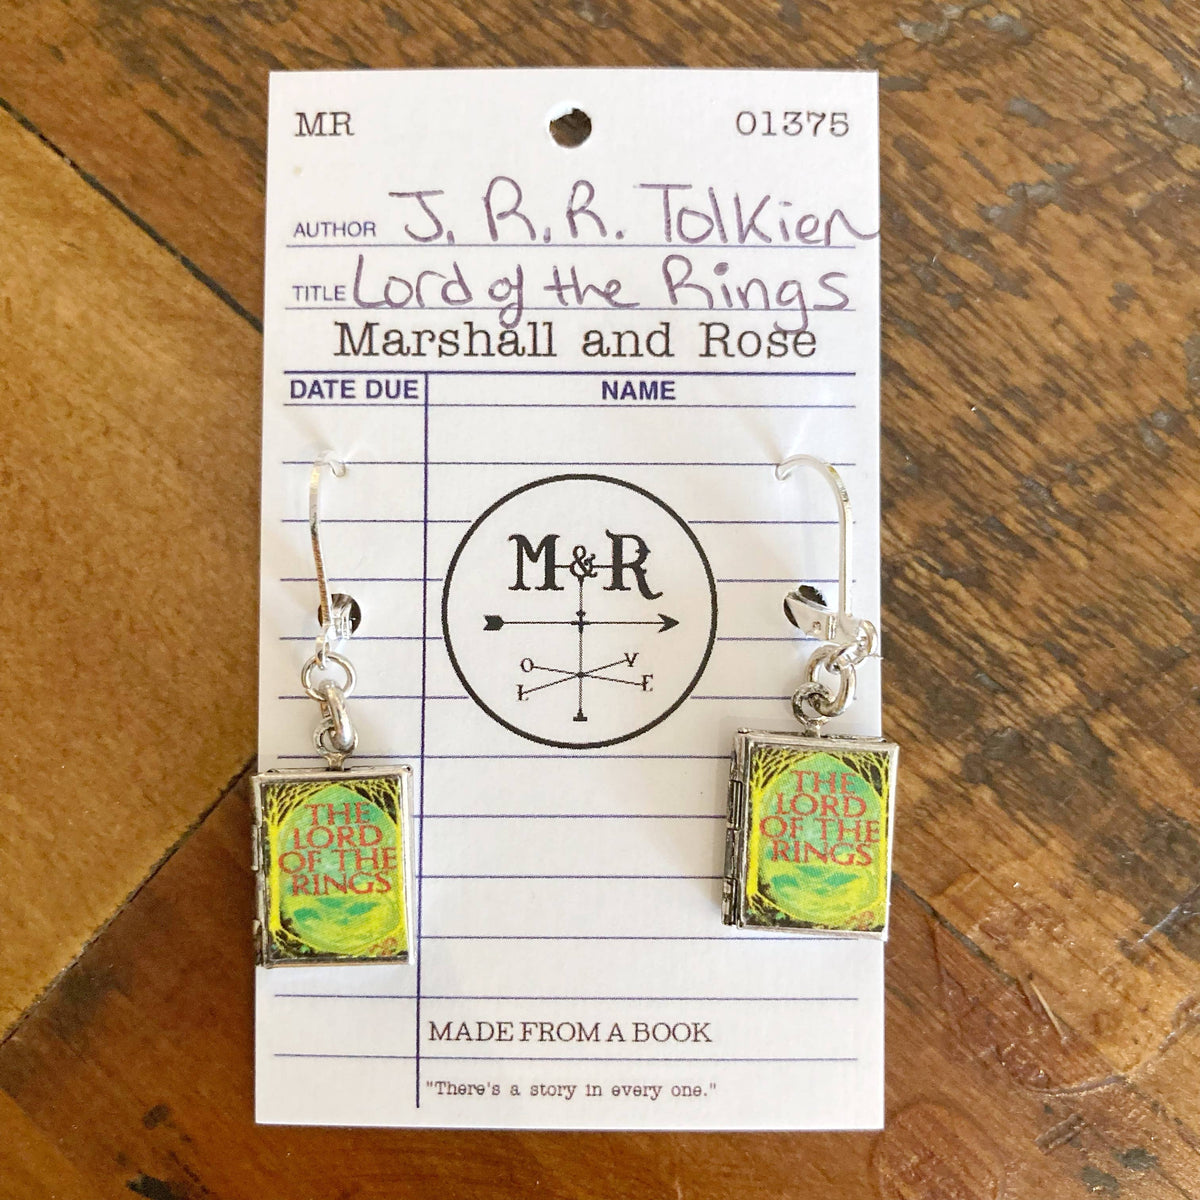 MR 01375
AUTHOR J. R. R. Tolkien
TITLE Lord of the Rings
Marshall and Rose
DATE DUE NAME
M&R
O V
L E
THE
LORD
OF THE
RINGS
THE
LORD
OF THE
RINGS
MADE FROM A BOOK
"There's a story in every one."